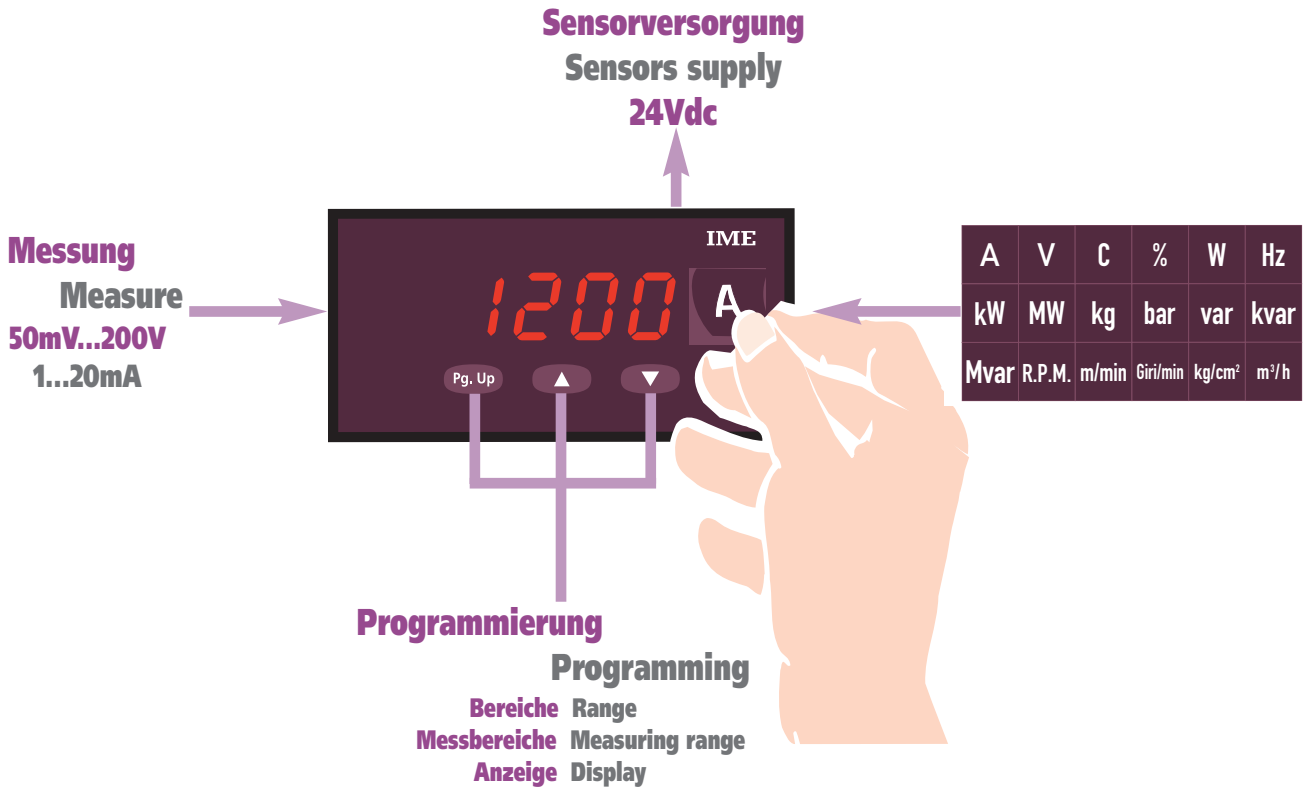 Sensorversorgung
Sensors supply
24Vdc
IME
Messung
Measure
50mV...200V
1...20mA
1200
A
A V C % W Hz
kW MW kg bar var kvar
Mvar R.P.M. m/min Giri/min kg/cm² m³/h
Pg. Up ▲ ▼
Programmierung
Programming
Bereiche Range
Messbereiche Measuring range
Anzeige Display